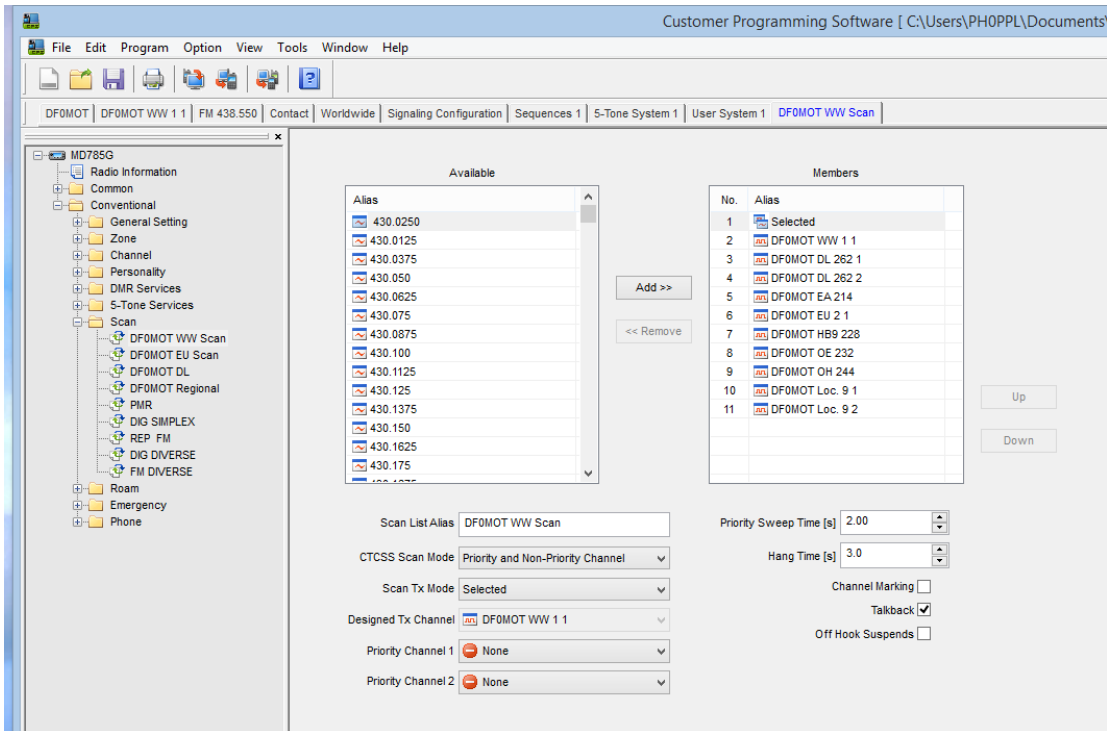 Customer Programming Software [ C:\Users\PH0PPL\Documents\
File Edit Program Option View Tools Window Help
DF0MOT DF0MOT WW 1 1 FM 438.550 Contact Worldwide Signaling Configuration Sequences 1 5-Tone System 1 User System 1 DF0MOT WW Scan
x
MD785G
Radio Information
Common
Conventional
General Setting
Zone
Channel
Personality
DMR Services
5-Tone Services
Scan
DF0MOT WW Scan
DF0MOT EU Scan
DF0MOT DL
DF0MOT Regional
PMR
DIG SIMPLEX
REP FM
DIG DIVERSE
FM DIVERSE
Roam
Emergency
Phone
Available
Alias
430.0250
430.0125
430.0375
430.050
430.0625
430.075
430.0875
430.100
430.1125
430.125
430.1375
430.150
430.1625
430.175
Add >>
<< Remove
Members
No. Alias
1 Selected
2 DF0MOT WW 1 1
3 DF0MOT DL 262 1
4 DF0MOT DL 262 2
5 DF0MOT EA 214
6 DF0MOT EU 2 1
7 DF0MOT HB9 228
8 DF0MOT OE 232
9 DF0MOT OH 244
10 DF0MOT Loc. 9 1
11 DF0MOT Loc. 9 2
Up
Down
Scan List Alias DF0MOT WW Scan
CTCSS Scan Mode Priority and Non-Priority Channel
Scan Tx Mode Selected
Designed Tx Channel DF0MOT WW 1 1
Priority Channel 1 None
Priority Channel 2 None
Priority Sweep Time [s] 2.00
Hang Time [s] 3.0
Channel Marking
Talkback
Off Hook Suspends